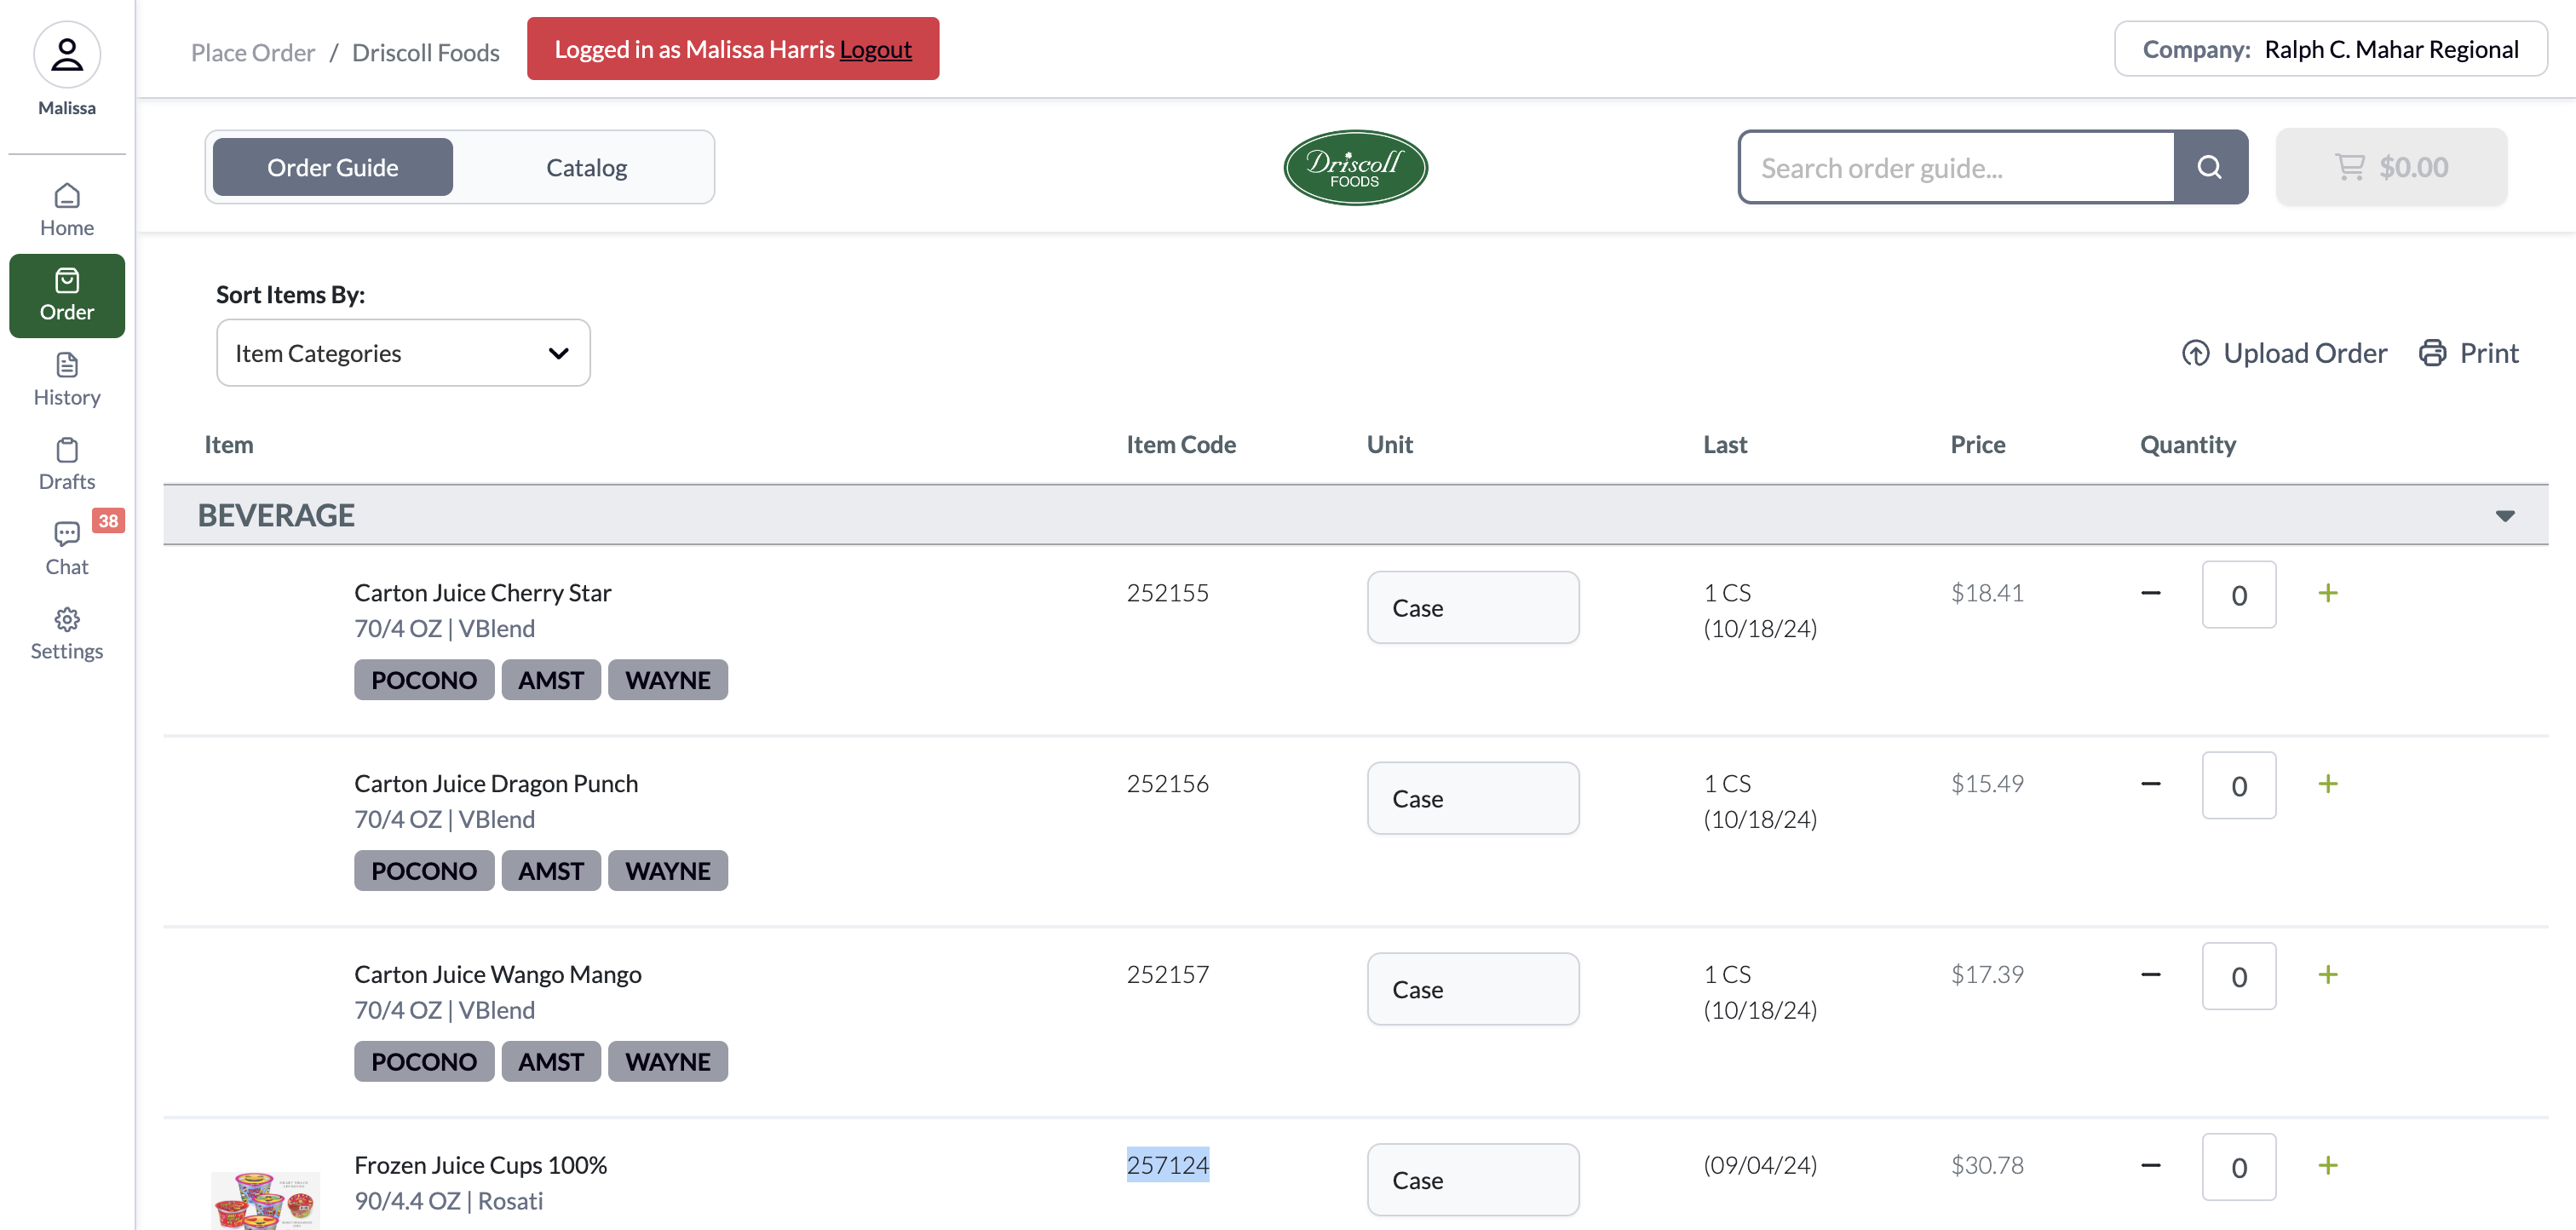 Malissa
Home
Order
History
Drafts
38
Chat
Settings
Place Order / Driscoll Foods
Logged in as Malissa Harris Logout
Company: Ralph C. Mahar Regional
Order Guide
Catalog
Driscoll
FOODS
Search order guide...
$0.00
Sort Items By:
Item Categories
Upload Order
Print
Item Item Code Unit Last Price Quantity
BEVERAGE
Carton Juice Cherry Star 252155 Case 1 CS $18.41 − 0 +
70/4 OZ | VBlend (10/18/24)
POCONO AMST WAYNE
Carton Juice Dragon Punch 252156 Case 1 CS $15.49 − 0 +
70/4 OZ | VBlend (10/18/24)
POCONO AMST WAYNE
Carton Juice Wango Mango 252157 Case 1 CS $17.39 − 0 +
70/4 OZ | VBlend (10/18/24)
POCONO AMST WAYNE
Frozen Juice Cups 100% 257124 Case (09/04/24) $30.78 − 0 +
90/4.4 OZ | Rosati